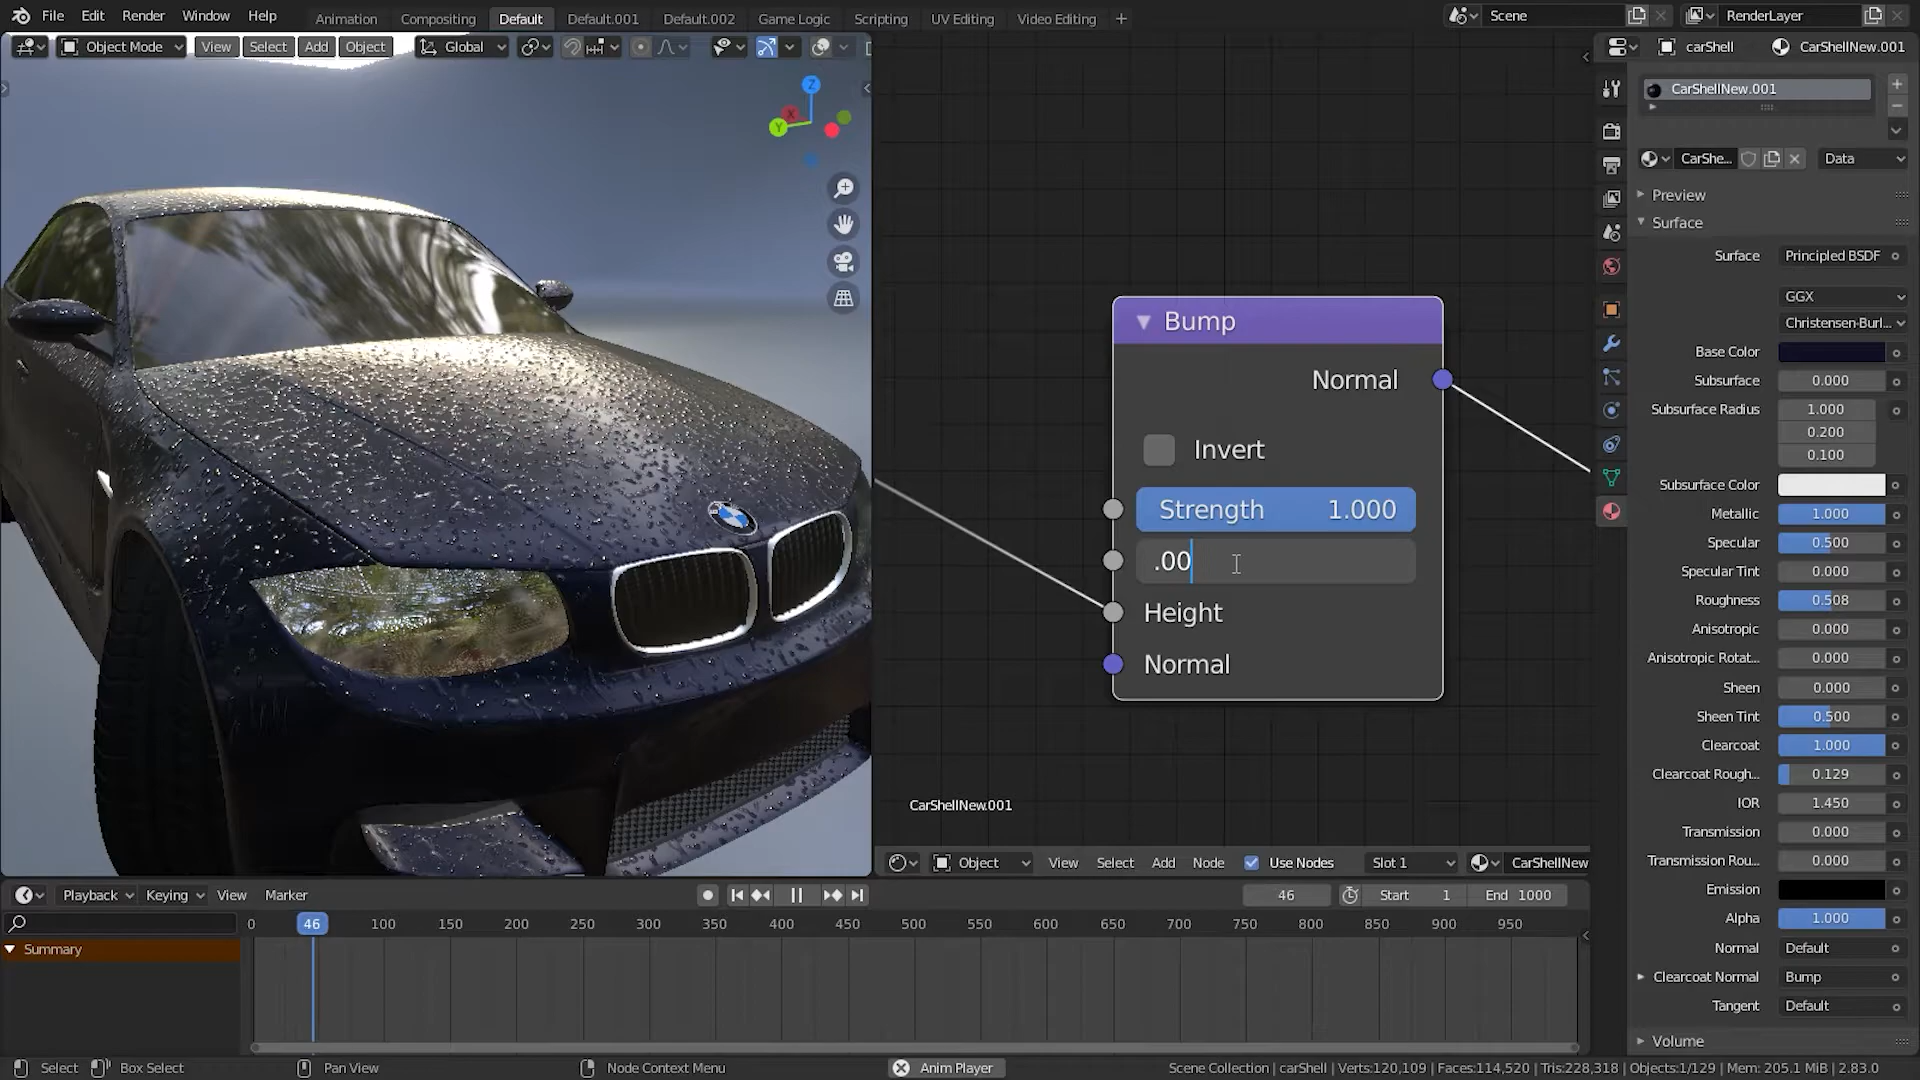 File Edit Render Window Help Animation Compositing Default Default.001 Default.002 Game Logic Scripting UV Editing Video Editing + Scene RenderLayer
Object Mode View Select Add Object Global
carShell CarShellNew.001
CarShellNew.001
CarShe... Data
Preview
Surface
Surface Principled BSDF
GGX
Christensen-Burl...
Base Color
Subsurface 0.000
Subsurface Radius 1.000
0.200
0.100
Subsurface Color
Metallic 1.000
Specular 0.500
Specular Tint 0.000
Roughness 0.508
Anisotropic 0.000
Anisotropic Rotat... 0.000
Sheen 0.000
Sheen Tint 0.500
Clearcoat 1.000
Clearcoat Rough... 0.129
IOR 1.450
Transmission 0.000
Transmission Rou... 0.000
Emission
Alpha 1.000
Normal Default
Clearcoat Normal Bump
Tangent Default
Volume
Z
X
Y
Bump
Normal
Invert
Strength 1.000
.00
Height
Normal
CarShellNew.001
Object View Select Add Node Use Nodes Slot 1 CarShellNew
Playback Keying View Marker 46 Start 1 End 1000
0 46 100 150 200 250 300 350 400 450 500 550 600 650 700 750 800 850 900 950
Summary
Select Box Select Pan View Node Context Menu Anim Player Scene Collection | carShell | Verts:120,109 | Faces:114,520 | Tris:228,318 | Objects:1/129 | Mem: 205.1 MiB | 2.83.0